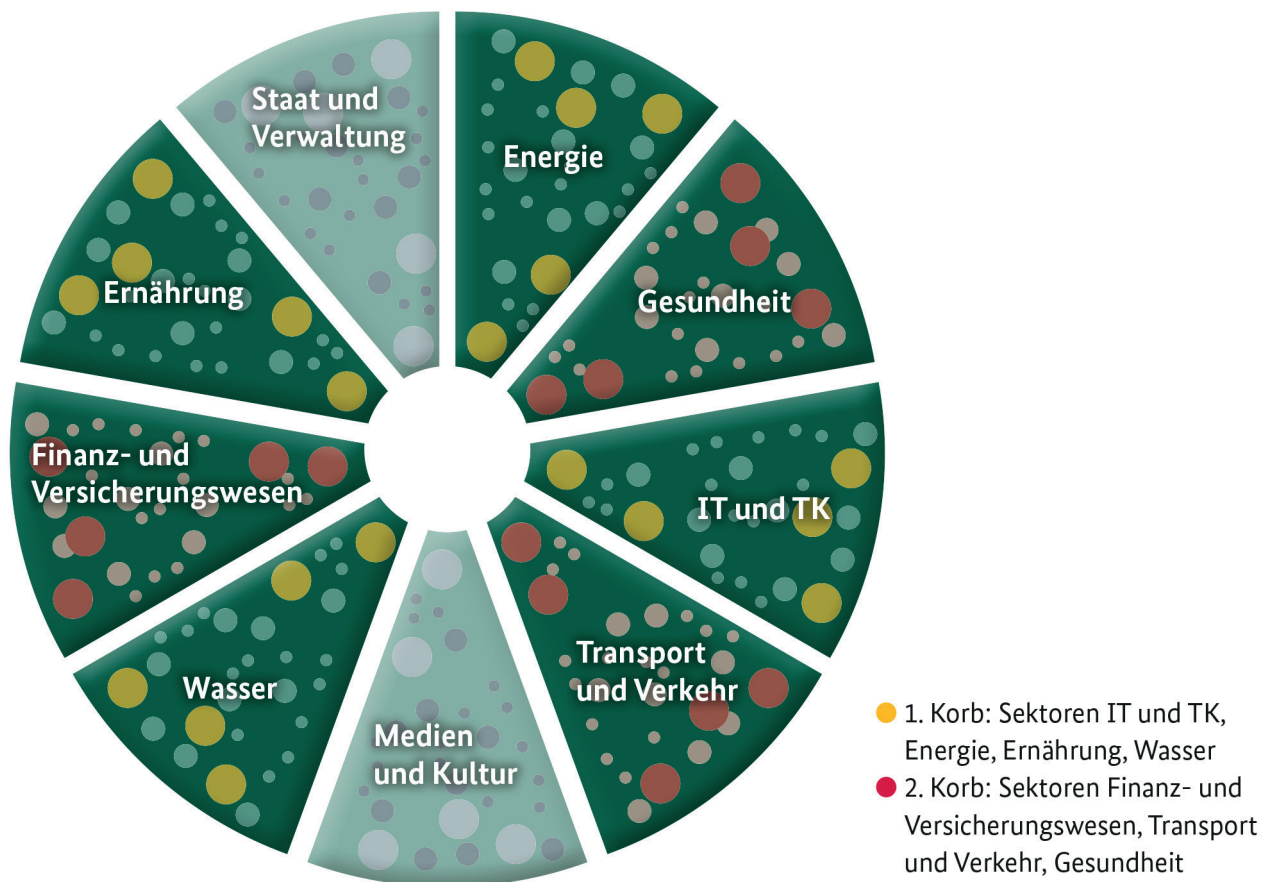 Staat und
Verwaltung
Energie
Ernährung
Gesundheit
Finanz- und
Versicherungswesen
IT und TK
Wasser
Transport
und Verkehr
Medien
und Kultur
1. Korb: Sektoren IT und TK,
Energie, Ernährung, Wasser
2. Korb: Sektoren Finanz- und
Versicherungswesen, Transport
und Verkehr, Gesundheit